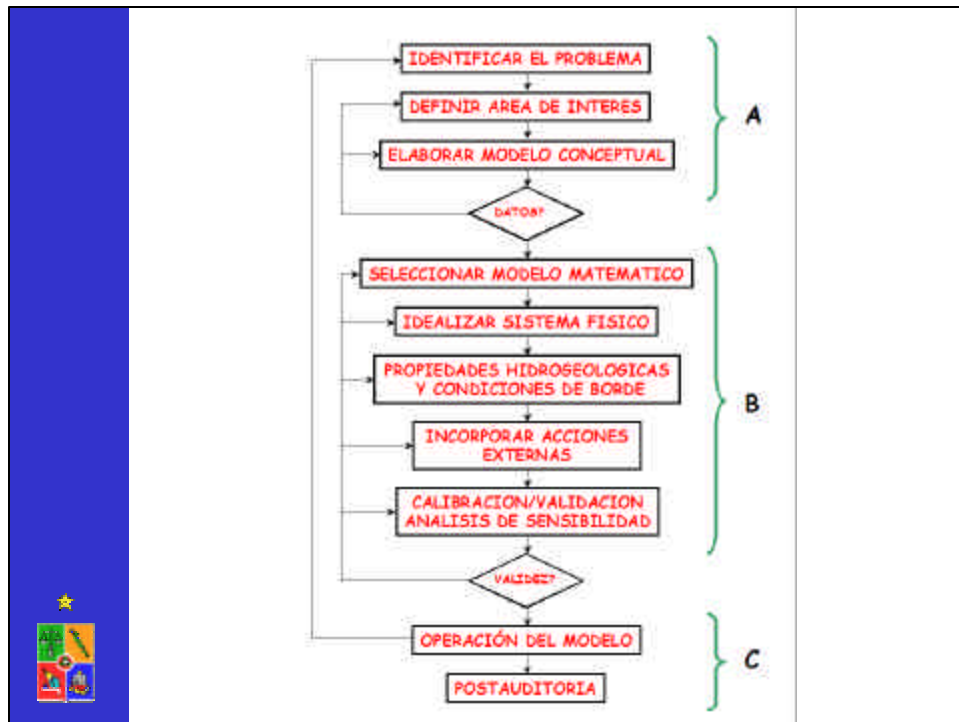 IDENTIFICAR EL PROBLEMA
DEFINIR AREA DE INTERES
A
ELABORAR MODELO CONCEPTUAL
DATOS?
SELECCIONAR MODELO MATEMATICO
IDEALIZAR SISTEMA FISICO
PROPIEDADES HIDROGEOLOGICAS
Y CONDICIONES DE BORDE
B
INCORPORAR ACCIONES
EXTERNAS
CALIBRACION/VALIDACION
ANALISIS DE SENSIBILIDAD
VALIDEZ?
OPERACIÓN DEL MODELO
C
POSTAUDITORIA